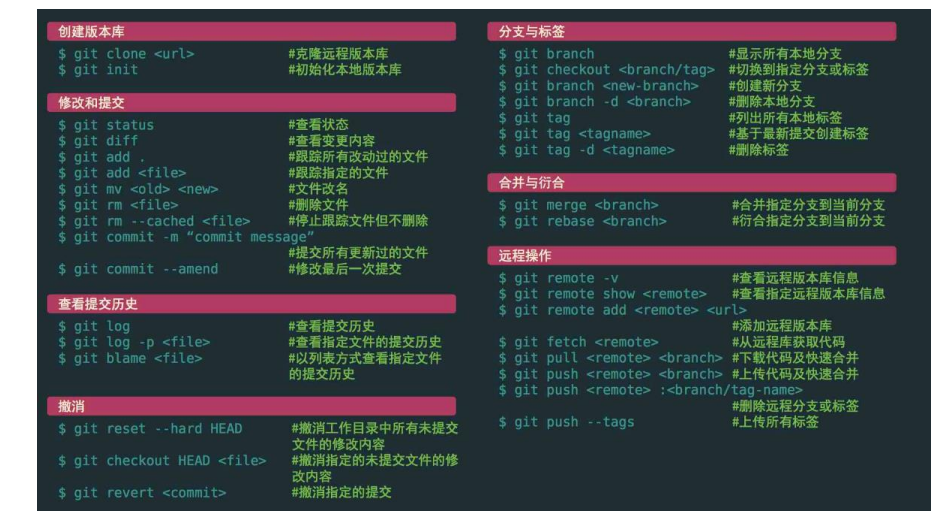 创建版本库
$ git clone <url> #克隆远程版本库
$ git init #初始化本地版本库
修改和提交
$ git status #查看状态
$ git diff #查看变更内容
$ git add . #跟踪所有改动过的文件
$ git add <file> #跟踪指定的文件
$ git mv <old> <new> #文件改名
$ git rm <file> #删除文件
$ git rm --cached <file> #停止跟踪文件但不删除
$ git commit -m “commit message”
#提交所有更新过的文件
$ git commit --amend #修改最后一次提交
查看提交历史
$ git log #查看提交历史
$ git log -p <file> #查看指定文件的提交历史
$ git blame <file> #以列表方式查看指定文件
的提交历史
撤消
$ git reset --hard HEAD #撤消工作目录中所有未提交
文件的修改内容
$ git checkout HEAD <file> #撤消指定的未提交文件的修
改内容
$ git revert <commit> #撤消指定的提交
分支与标签
$ git branch #显示所有本地分支
$ git checkout <branch/tag> #切换到指定分支或标签
$ git branch <new-branch> #创建新分支
$ git branch -d <branch> #删除本地分支
$ git tag #列出所有本地标签
$ git tag <tagname> #基于最新提交创建标签
$ git tag -d <tagname> #删除标签
合并与衍合
$ git merge <branch> #合并指定分支到当前分支
$ git rebase <branch> #衍合指定分支到当前分支
远程操作
$ git remote -v #查看远程版本库信息
$ git remote show <remote> #查看指定远程版本库信息
$ git remote add <remote> <url>
#添加远程版本库
$ git fetch <remote> #从远程库获取代码
$ git pull <remote> <branch> #下载代码及快速合并
$ git push <remote> <branch> #上传代码及快速合并
$ git push <remote> :<branch/tag-name>
#删除远程分支或标签
$ git push --tags #上传所有标签